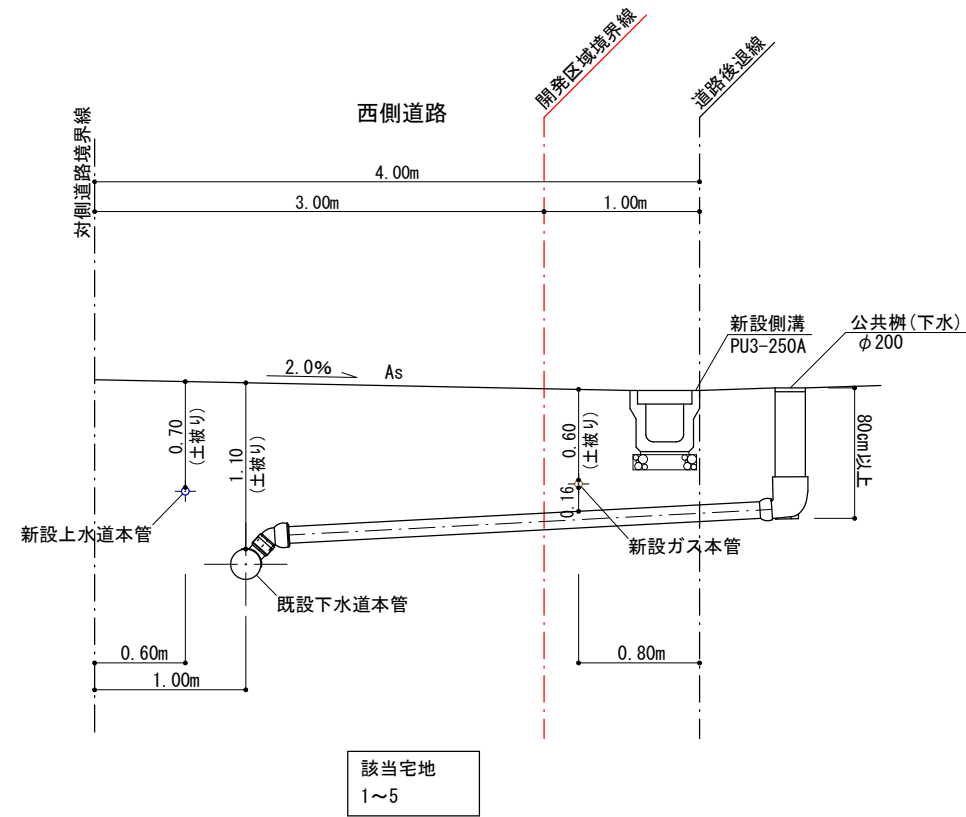 開発区域境界線
道路後退線
西側道路
対側道路境界線
4.00m
3.00m
1.00m
新設側溝
PU3-250A
公共桝(下水)
φ200
2.0%
As
0.70
(土被り)
1.10
(土被り)
0.60
(土被り)
0.16
80cm以上
新設上水道本管
新設ガス本管
既設下水道本管
0.60m
0.80m
1.00m
該当宅地
1〜5